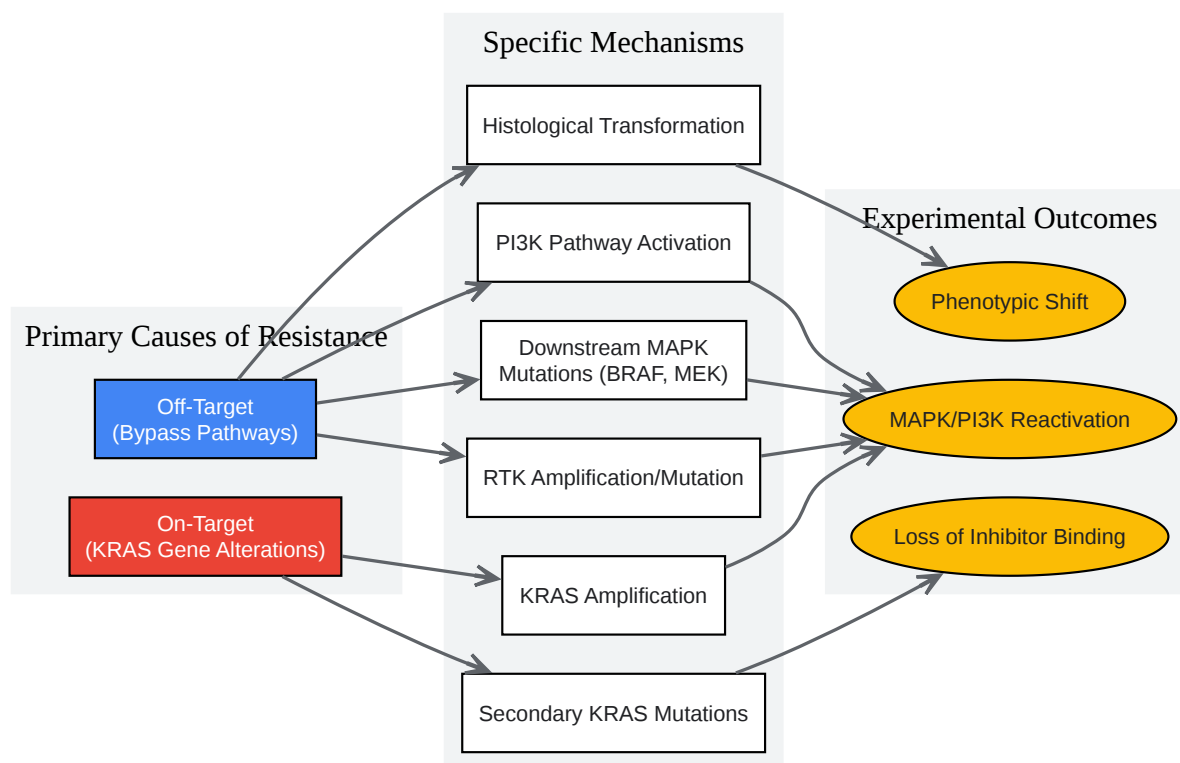 Primary Causes of Resistance
Off-Target
(Bypass Pathways)
On-Target
(KRAS Gene Alterations)
Specific Mechanisms
Histological Transformation
PI3K Pathway Activation
Downstream MAPK
Mutations (BRAF, MEK)
RTK Amplification/Mutation
KRAS Amplification
Secondary KRAS Mutations
Experimental Outcomes
Phenotypic Shift
MAPK/PI3K Reactivation
Loss of Inhibitor Binding